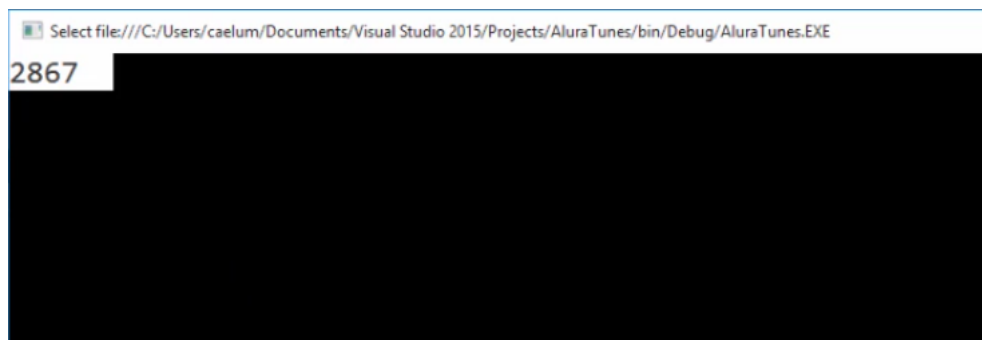 Select file:///C:/Users/caelum/Documents/Visual Studio 2015/Projects/AluraTunes/bin/Debug/AluraTunes.EXE
2867